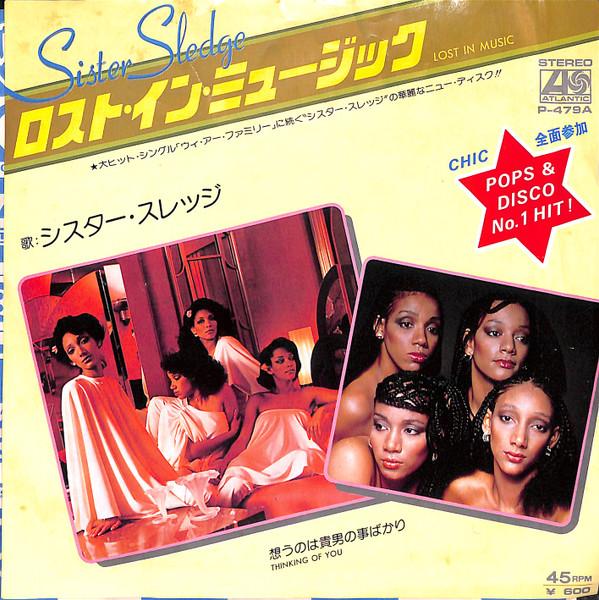 Sister Sledge
ロスト・イン・ミュージック LOST IN MUSIC
STEREO
ATLANTIC
P-479A
★大ヒット・シングル「ウィ・アー・ファミリー」に続く“シスター・スレッジ”の華麗なニュー・ディスク!!
CHIC 全面参加
POPS &
DISCO
No.1 HIT!
歌:シスター・スレッジ
想うのは貴男の事ばかり
THINKING OF YOU
45RPM
¥ 600